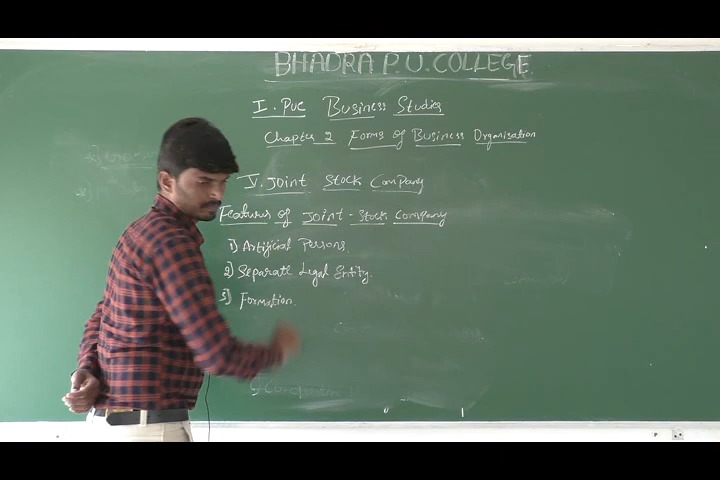 BHADRA P.U.COLLEGE
I. PUC Business Studies
Chapter 2 Forms of Business Organisation
V. Joint Stock Company
Features of Joint-Stock Company
1) Artificial Persons.
2) Separate Legal Entity.
3) Formation.